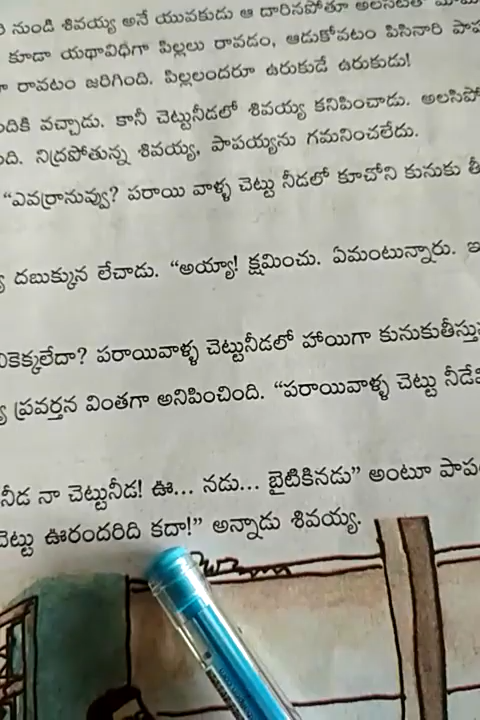 నుండి శివయ్య అనే యువకుడు ఆ దారినపోతూ
కూడా యథావిధిగా పిల్లలు రావడం, ఆడుకోవటం పిసినారి
రావటం జరిగింది. పిల్లలందరూ ఉరుకుడే ఉరుకుడు!
వచ్చాడు. కానీ చెట్టునీడలో శివయ్య కనిపించాడు.
నిద్రపోతున్న శివయ్య, పాపయ్యను గమనించలేదు.
“ఎవర్రానువ్వు? పరాయి వాళ్ళ చెట్టు నీడలో కూచోని కునుకు
దబుక్కున లేచాడు. “అయ్యా! క్షమించు. ఏమంటున్నారు.
పరాయివాళ్ళ చెట్టునీడలో హాయిగా
ప్రవర్తన వింతగా అనిపించింది. “పరాయివాళ్ళ చెట్టు
నీడ నా చెట్టునీడ! ఊ... నడు... బైటికినడు” అంటూ
చెట్టు ఊరందరిది కదా!” అన్నాడు శివయ్య.